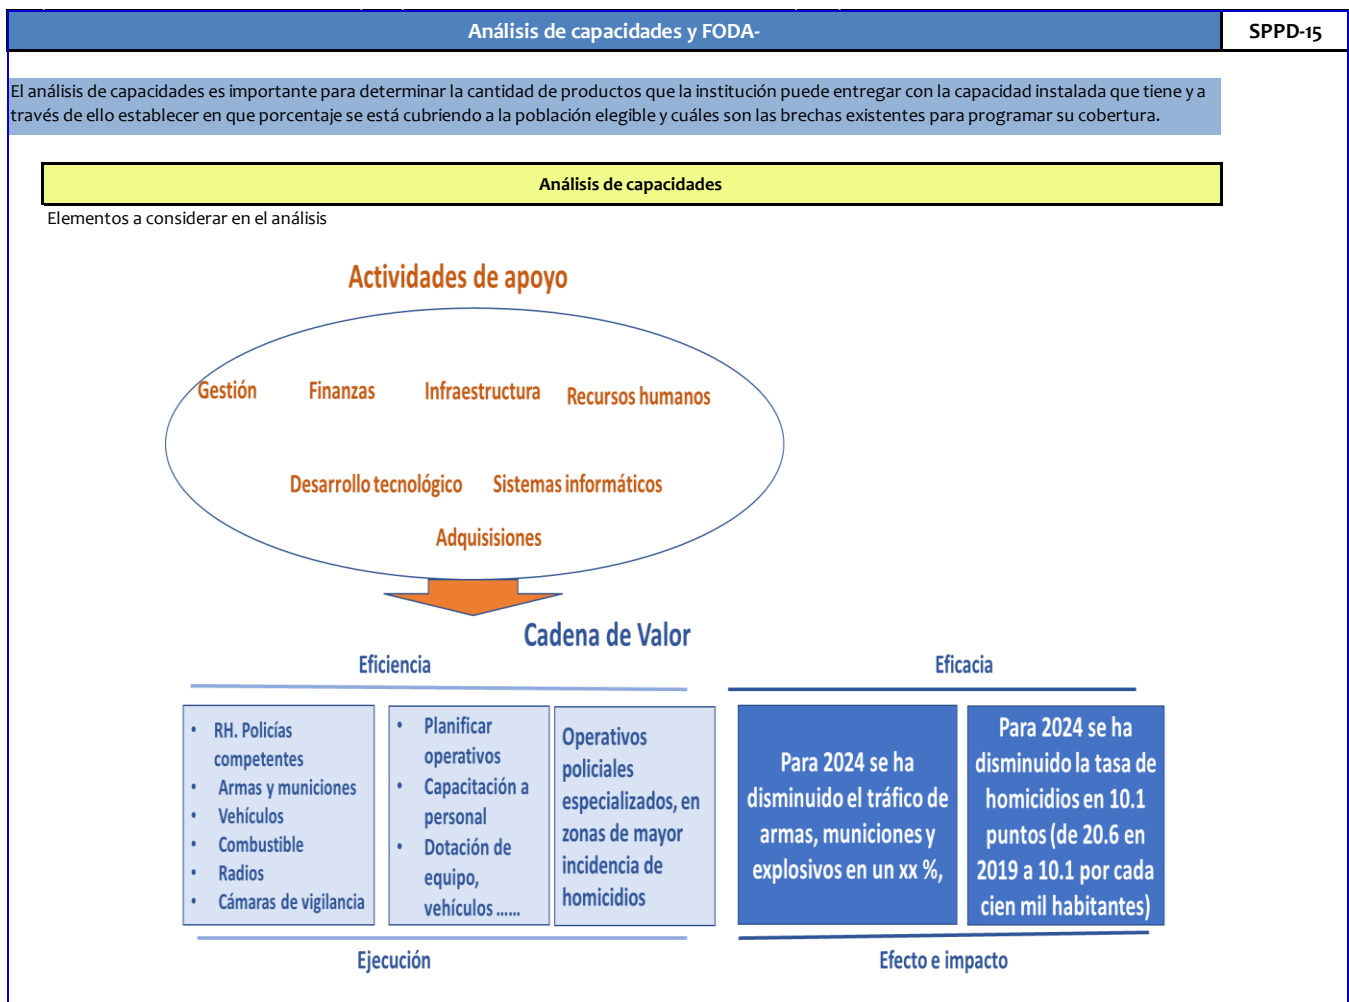 Análisis de capacidades y FODA-
SPPD-15
El análisis de capacidades es importante para determinar la cantidad de productos que la institución puede entregar con la capacidad instalada que tiene y a
través de ello establecer en que porcentaje se está cubriendo a la población elegible y cuáles son las brechas existentes para programar su cobertura.
Análisis de capacidades
Elementos a considerar en el análisis
Actividades de apoyo
Gestión
Finanzas
Infraestructura
Recursos humanos
Desarrollo tecnológico
Sistemas informáticos
Adquisisiones
Cadena de Valor
Eficiencia
Eficacia
• RH. Policías
competentes
• Armas y municiones
• Vehículos
• Combustible
• Radios
• Cámaras de vigilancia
• Planificar
operativos
• Capacitación a
personal
• Dotación de
equipo,
vehículos ......
Operativos
policiales
especializados, en
zonas de mayor
incidencia de
homicidios
Para 2024 se ha
disminuido el tráfico de
armas, municiones y
explosivos en un xx %,
Para 2024 se ha
disminuido la tasa de
homicidios en 10.1
puntos (de 20.6 en
2019 a 10.1 por cada
cien mil habitantes)
Ejecución
Efecto e impacto